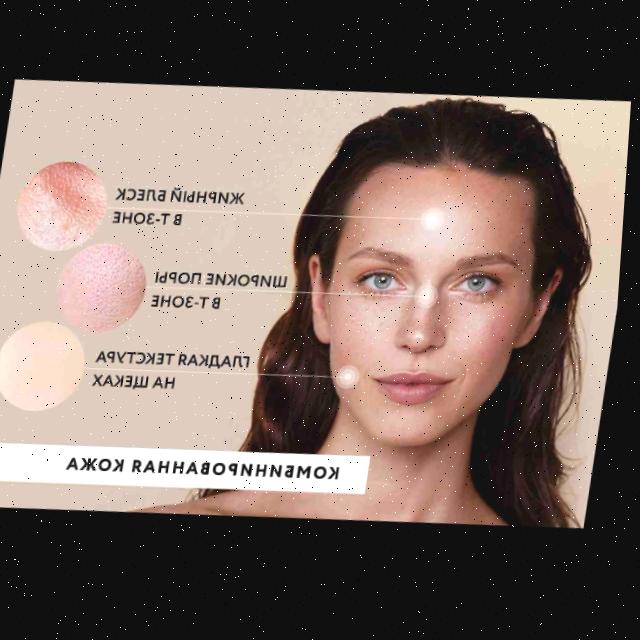 ЖИРНЫЙ БЛЕСК
В Т-ЗОНЕ
ШИРОКИЕ ПОРЫ
В Т-ЗОНЕ
ГЛАДКАЯ ТЕКСТУРА
НА ЩЕКАХ
КОМБИНИРОВАННАЯ КОЖА